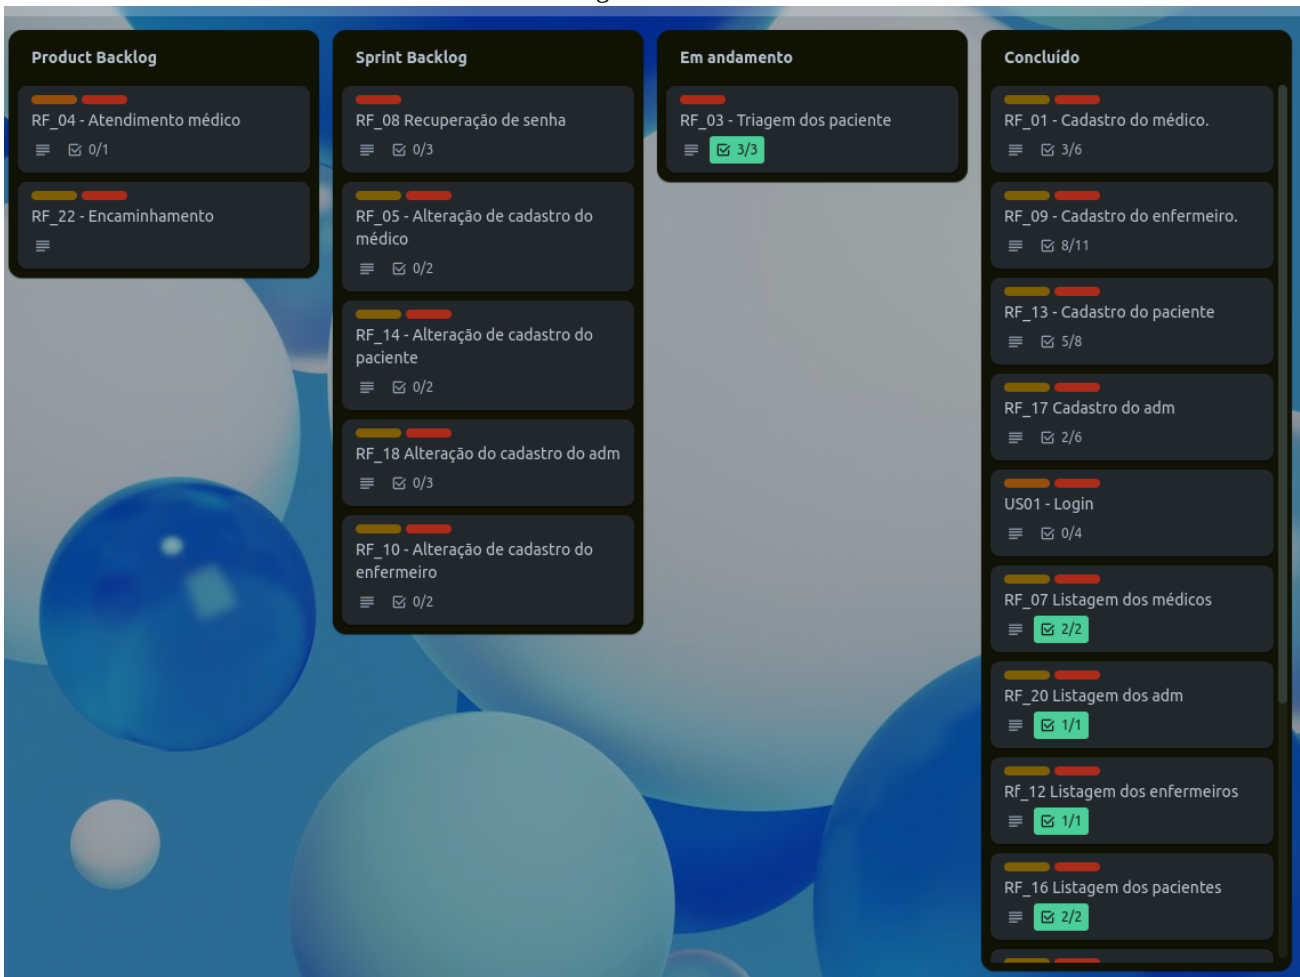 Product Backlog
RF_04 - Atendimento médico
0/1
RF_22 - Encaminhamento
Sprint Backlog
RF_08 Recuperação de senha
0/3
RF_05 - Alteração de cadastro do
médico
0/2
RF_14 - Alteração de cadastro do
paciente
0/2
RF_18 Alteração do cadastro do adm
0/3
RF_10 - Alteração de cadastro do
enfermeiro
0/2
Em andamento
RF_03 - Triagem dos paciente
3/3
Concluído
RF_01 - Cadastro do médico.
3/6
RF_09 - Cadastro do enfermeiro.
8/11
RF_13 - Cadastro do paciente
5/8
RF_17 Cadastro do adm
2/6
US01 - Login
0/4
RF_07 Listagem dos médicos
2/2
RF_20 Listagem dos adm
1/1
Rf_12 Listagem dos enfermeiros
1/1
RF_16 Listagem dos pacientes
2/2